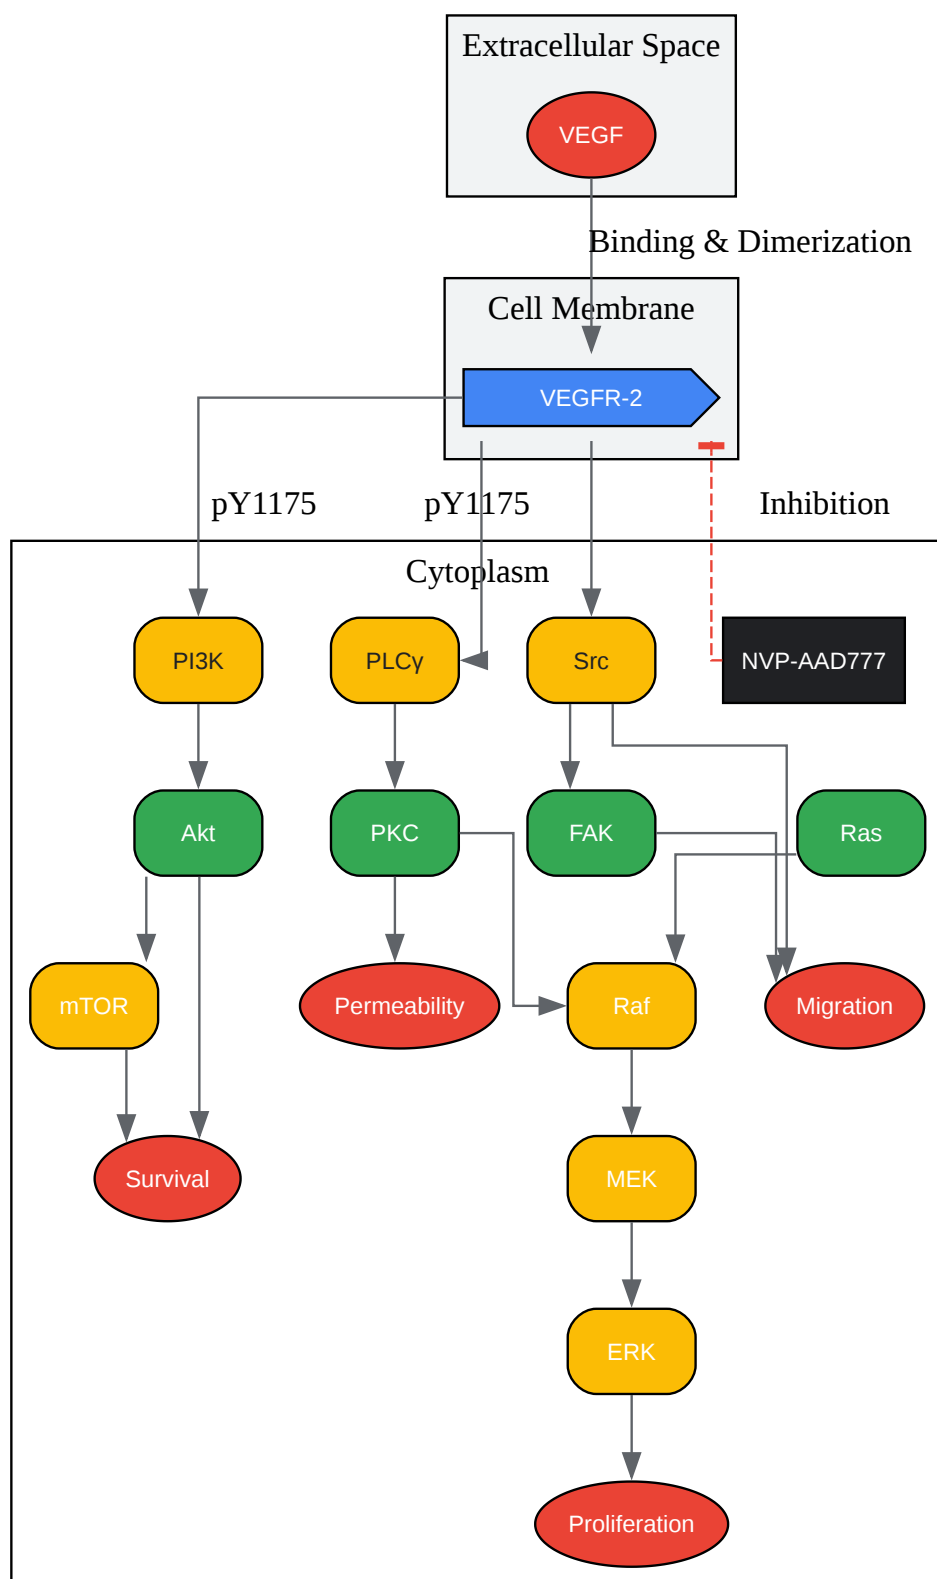 Extracellular Space
VEGF
Binding & Dimerization
Cell Membrane
VEGFR-2
pY1175
pY1175
Inhibition
Cytoplasm
PI3K
PLCγ
Src
NVP-AAD777
Akt
PKC
FAK
Ras
mTOR
Permeability
Raf
Migration
Survival
MEK
ERK
Proliferation